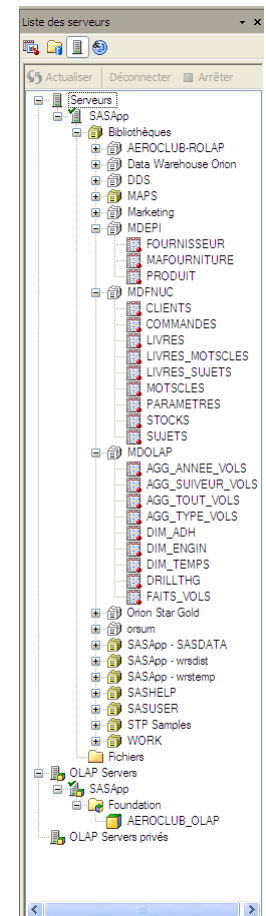 Liste des serveurs
Actualiser Déconnecter Arrêter
Serveurs
SASApp
Bibliothèques
AEROCLUB-ROLAP
Data Warehouse Orion
DDS
MAPS
Marketing
MDEPI
FOURNISSEUR
MAFOURNITURE
PRODUIT
MDFNUC
CLIENTS
COMMANDES
LIVRES
LIVRES_MOTSCLES
LIVRES_SUJETS
MOTSCLES
PARAMETRES
STOCKS
SUJETS
MDOLAP
AGG_ANNEE_VOLS
AGG_SUIVEUR_VOLS
AGG_TOUT_VOLS
AGG_TYPE_VOLS
DIM_ADH
DIM_ENGIN
DIM_TEMPS
DRILLTHG
FAITS_VOLS
Orion Star Gold
orsum
SASApp - SASDATA
SASApp - wrsdist
SASApp - wrstemp
SASHELP
SASUSER
STP Samples
WORK
Fichiers
OLAP Servers
SASApp
Foundation
AEROCLUB_OLAP
OLAP Servers privés